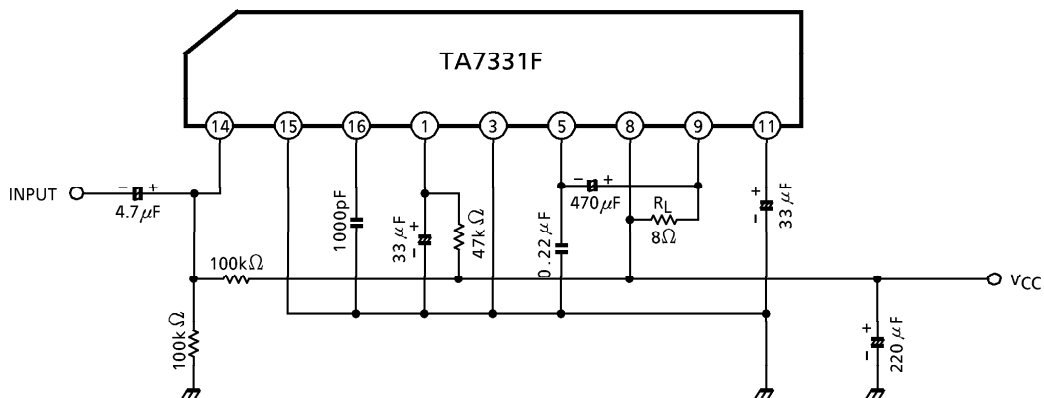 TA7331F
14 15 16 1 3 5 8 9 11
INPUT
- +
4.7μF
1000pF
+
-
33μF
47kΩ
0.22μF
- +
470μF
RL
8Ω
+
-
33μF
100kΩ
VCC
100kΩ
+
-
220μF